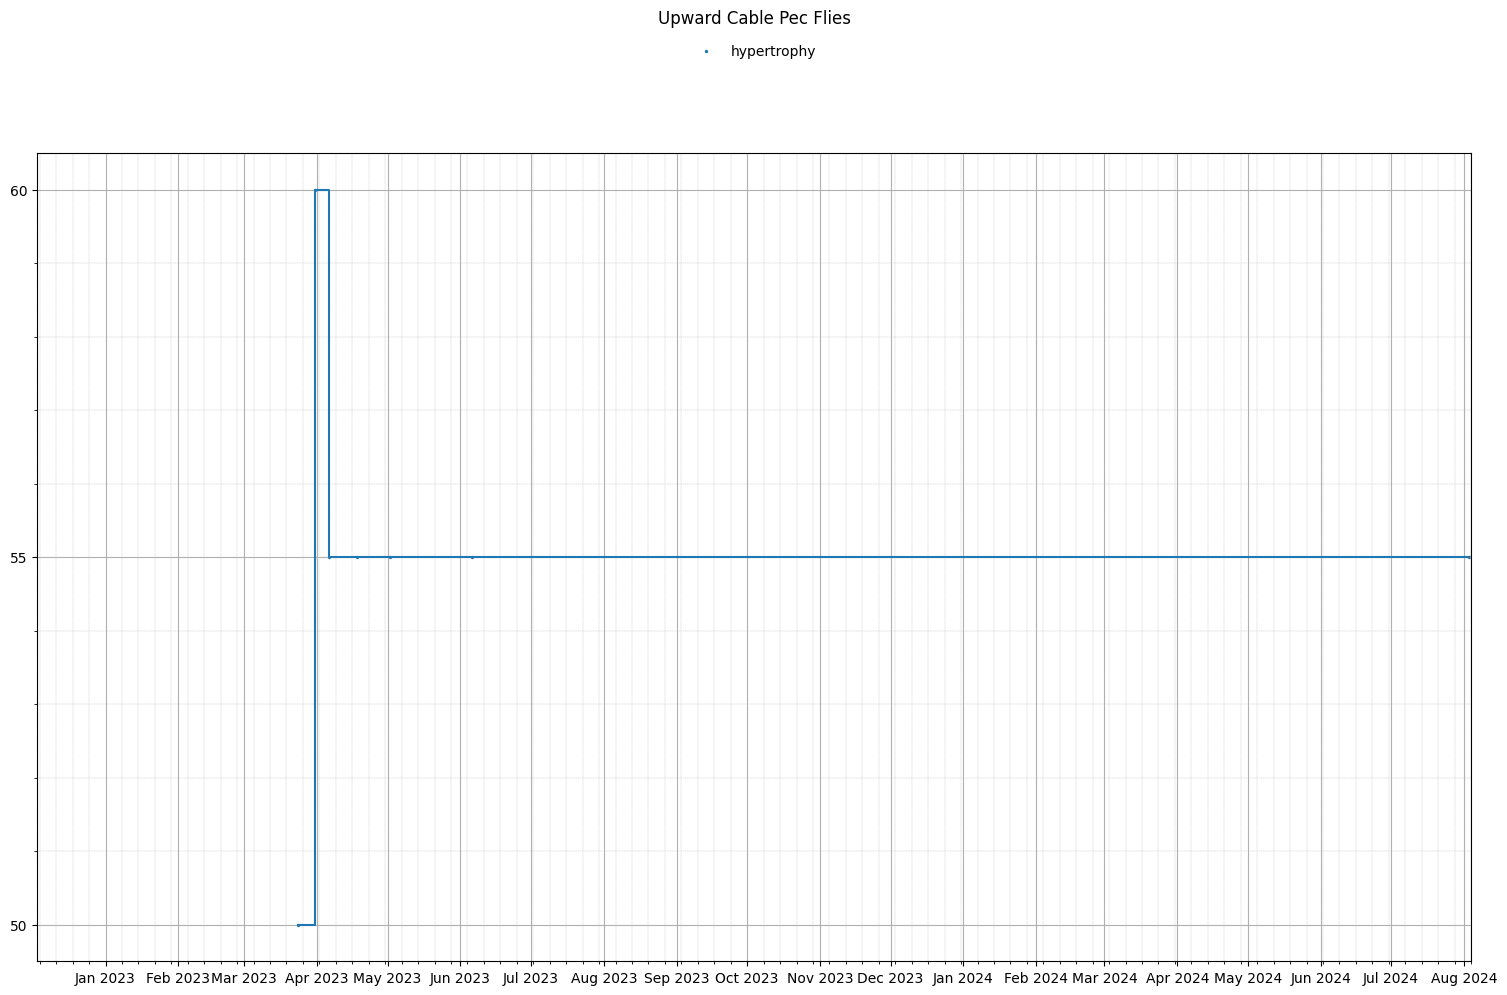 Upward Cable Pec Flies
hypertrophy
60
55
50
Jan 2023 Feb 2023 Mar 2023 Apr 2023 May 2023 Jun 2023 Jul 2023 Aug 2023 Sep 2023 Oct 2023 Nov 2023 Dec 2023 Jan 2024 Feb 2024 Mar 2024 Apr 2024 May 2024 Jun 2024 Jul 2024 Aug 2024